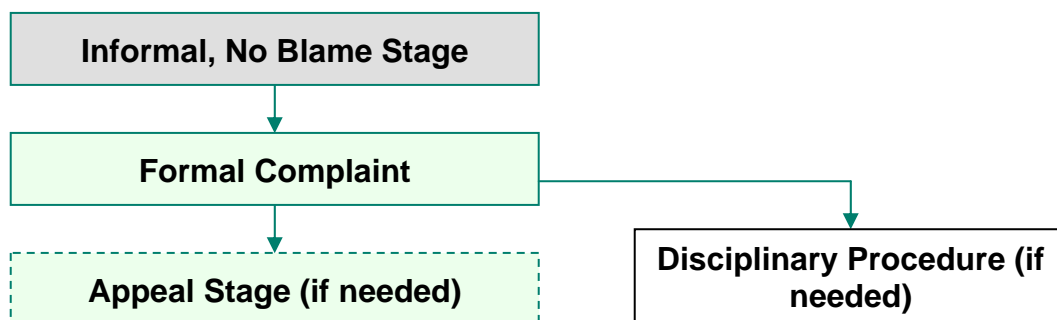 Informal, No Blame Stage
Formal Complaint
Appeal Stage (if needed)
Disciplinary Procedure (if
needed)